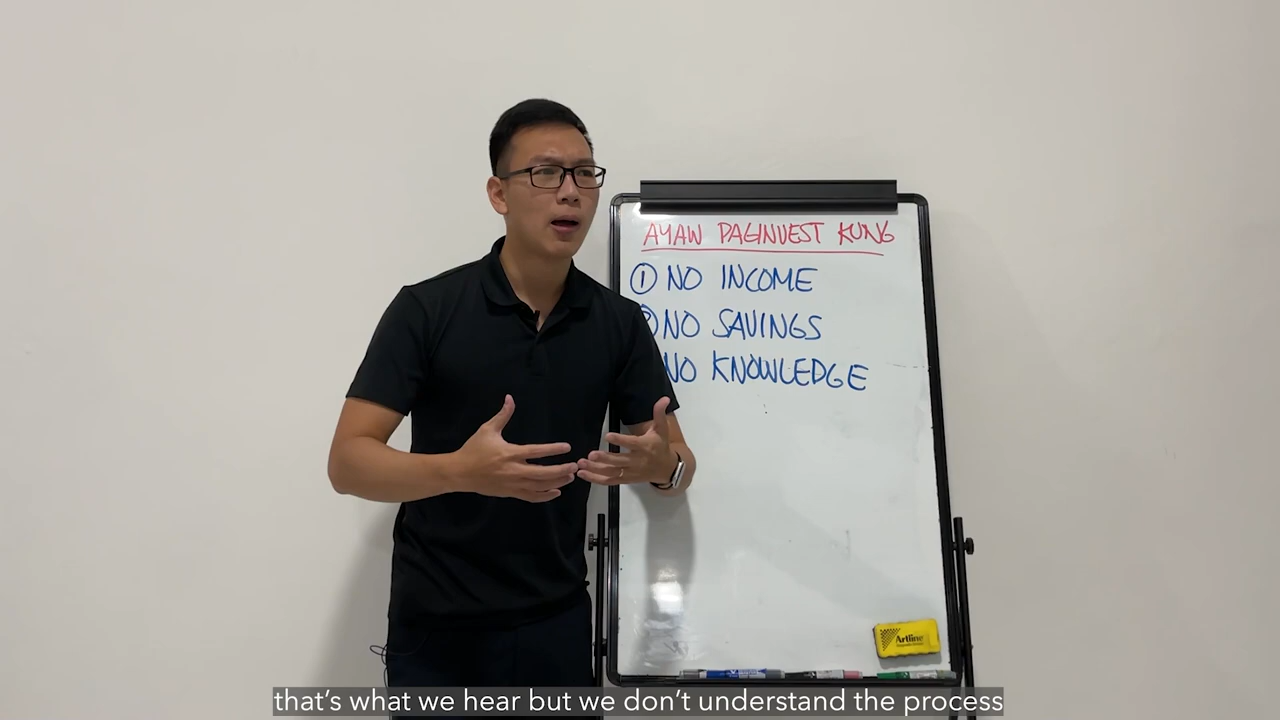 AYAW PAGINVEST KUNG
① NO INCOME
② NO SAVINGS
NO KNOWLEDGE
Artline
that's what we hear but we don't understand the process